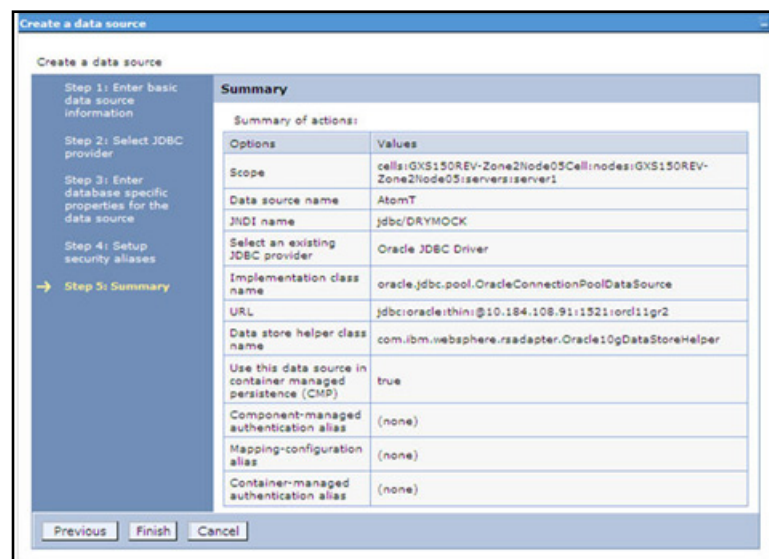 Create a data source
Create a data source
Step 1: Enter basic
data source
information
Step 2: Select JDBC
provider
Step 3: Enter
database specific
properties for the
data source
Step 4: Setup
security aliases
Step 5: Summary
Summary
Summary of actions:
Options Values
Scope cells:GXS150REV-Zone2Node05Cell:nodes:GXS150REV-
Zone2Node05:servers:server1
Data source name AtomT
JNDI name jdbc/DRYMOCK
Select an existing
JDBC provider Oracle JDBC Driver
Implementation class
name oracle.jdbc.pool.OracleConnectionPoolDataSource
URL jdbc:oracle:thin:@10.184.108.91:1521:orcl11gr2
Data store helper class
name com.ibm.websphere.rsadapter.Oracle10gDataStoreHelper
Use this data source in
container managed
persistence (CMP) true
Component-managed
authentication alias (none)
Mapping-configuration
alias (none)
Container-managed
authentication alias (none)
Previous Finish Cancel